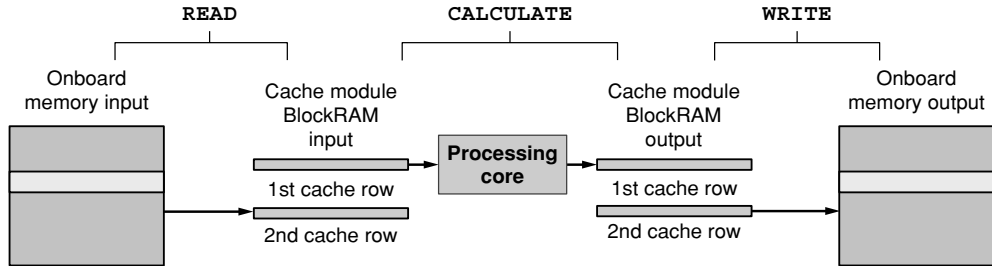 READ
CALCULATE
WRITE
Onboard
memory input
Cache module
BlockRAM
input
Processing
core
Cache module
BlockRAM
output
Onboard
memory output
1st cache row
2nd cache row
1st cache row
2nd cache row